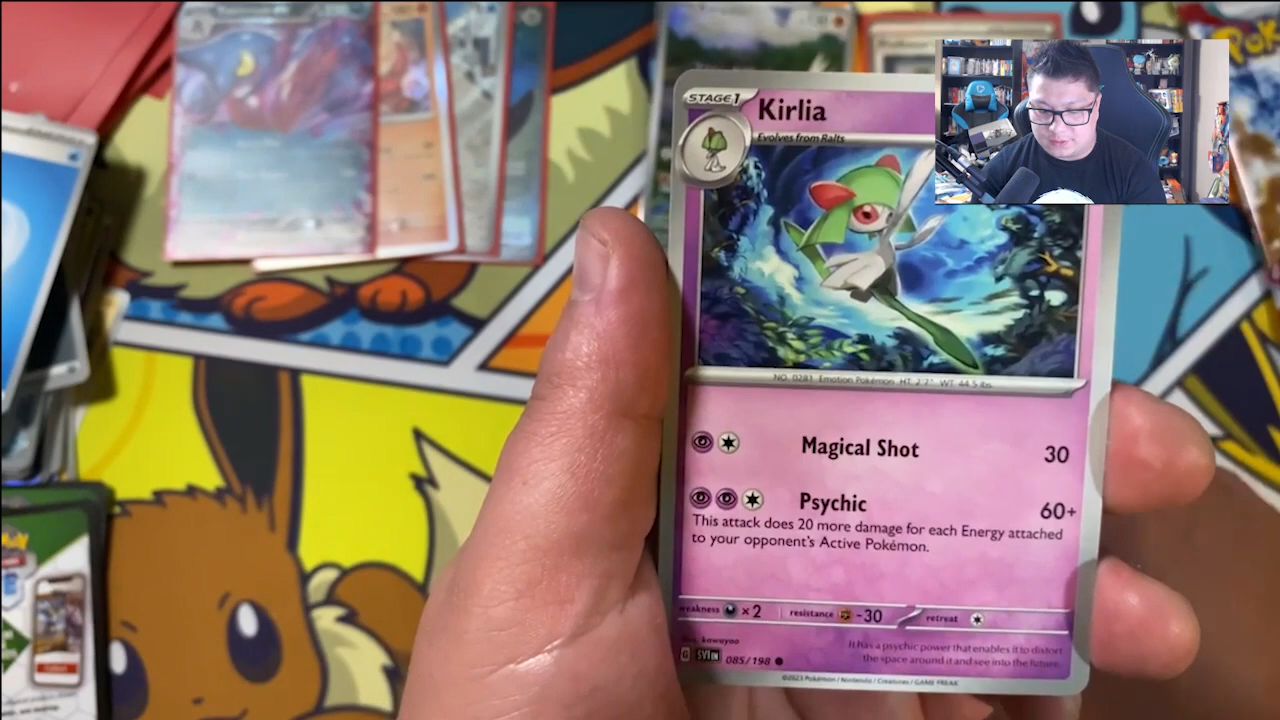 STAGE1
Kirlia
Evolves from Ralts
NO. 0281 Emotion Pokémon HT: 2'7" WT: 44.5 lbs.
Magical Shot 30
Psychic 60+
This attack does 20 more damage for each Energy attached
to your opponent's Active Pokémon.
weakness ×2 resistance -30 retreat
Illus. kawayoo
It has a psychic power that enables it to distort
the space around it and see into the future.
G SVI EN 085/198
©2023 Pokémon / Nintendo / Creatures / GAME FREAK